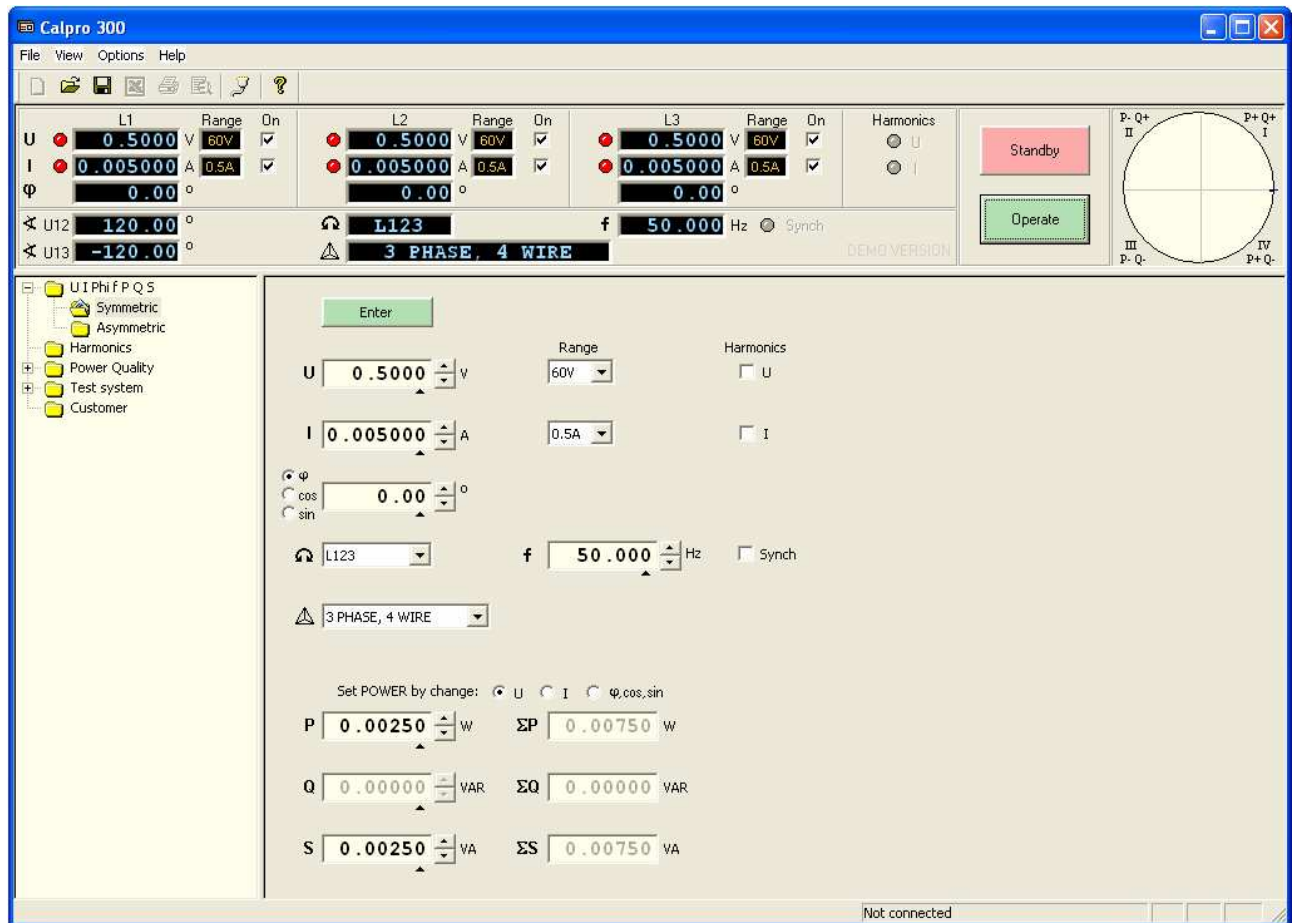 Calpro 300
File View Options Help
L1 Range On L2 Range On L3 Range On Harmonics
U 0.5000 V 60V 0.5000 V 60V 0.5000 V 60V U
I 0.005000 A 0.5A 0.005000 A 0.5A 0.005000 A 0.5A I
φ 0.00 ° 0.00 ° 0.00 °
Standby
Operate
P- Q+ II P+ Q+ I
III P- Q- IV P+ Q-
∢ U12 120.00 ° L123 f 50.000 Hz Synch
∢ U13 -120.00 ° 3 PHASE, 4 WIRE DEMO VERSION
U I Phi f P Q S
Symmetric
Asymmetric
Harmonics
Power Quality
Test system
Customer
Enter
Range Harmonics
U 0.5000 V 60V U
I 0.005000 A 0.5A I
φ
cos 0.00 °
sin
L123 f 50.000 Hz Synch
3 PHASE, 4 WIRE
Set POWER by change: U I φ,cos,sin
P 0.00250 W ΣP 0.00750 W
Q 0.00000 VAR ΣQ 0.00000 VAR
S 0.00250 VA ΣS 0.00750 VA
Not connected